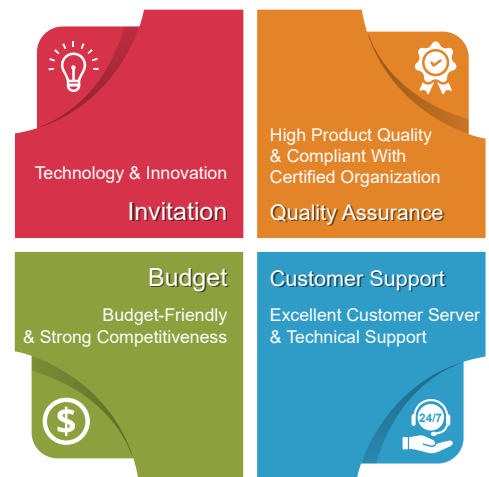 Technology & Innovation
Invitation
High Product Quality
& Compliant With
Certified Organization
Quality Assurance
Budget
Budget-Friendly
& Strong Competitiveness
$
Customer Support
Excellent Customer Server
& Technical Support
24/7